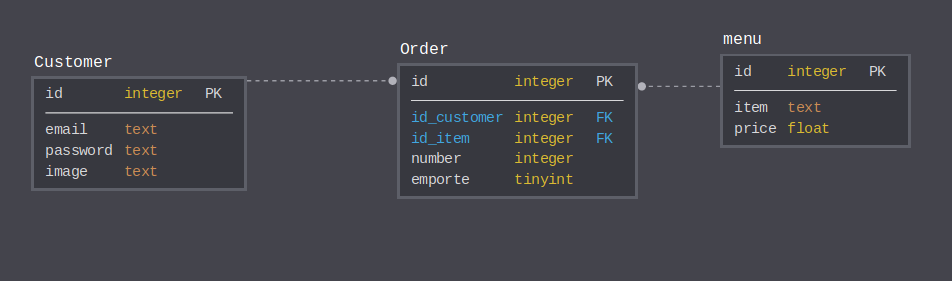 Customer
id integer PK
email text
password text
image text
Order
id integer PK
id_customer integer FK
id_item integer FK
number integer
emporte tinyint
menu
id integer PK
item text
price float